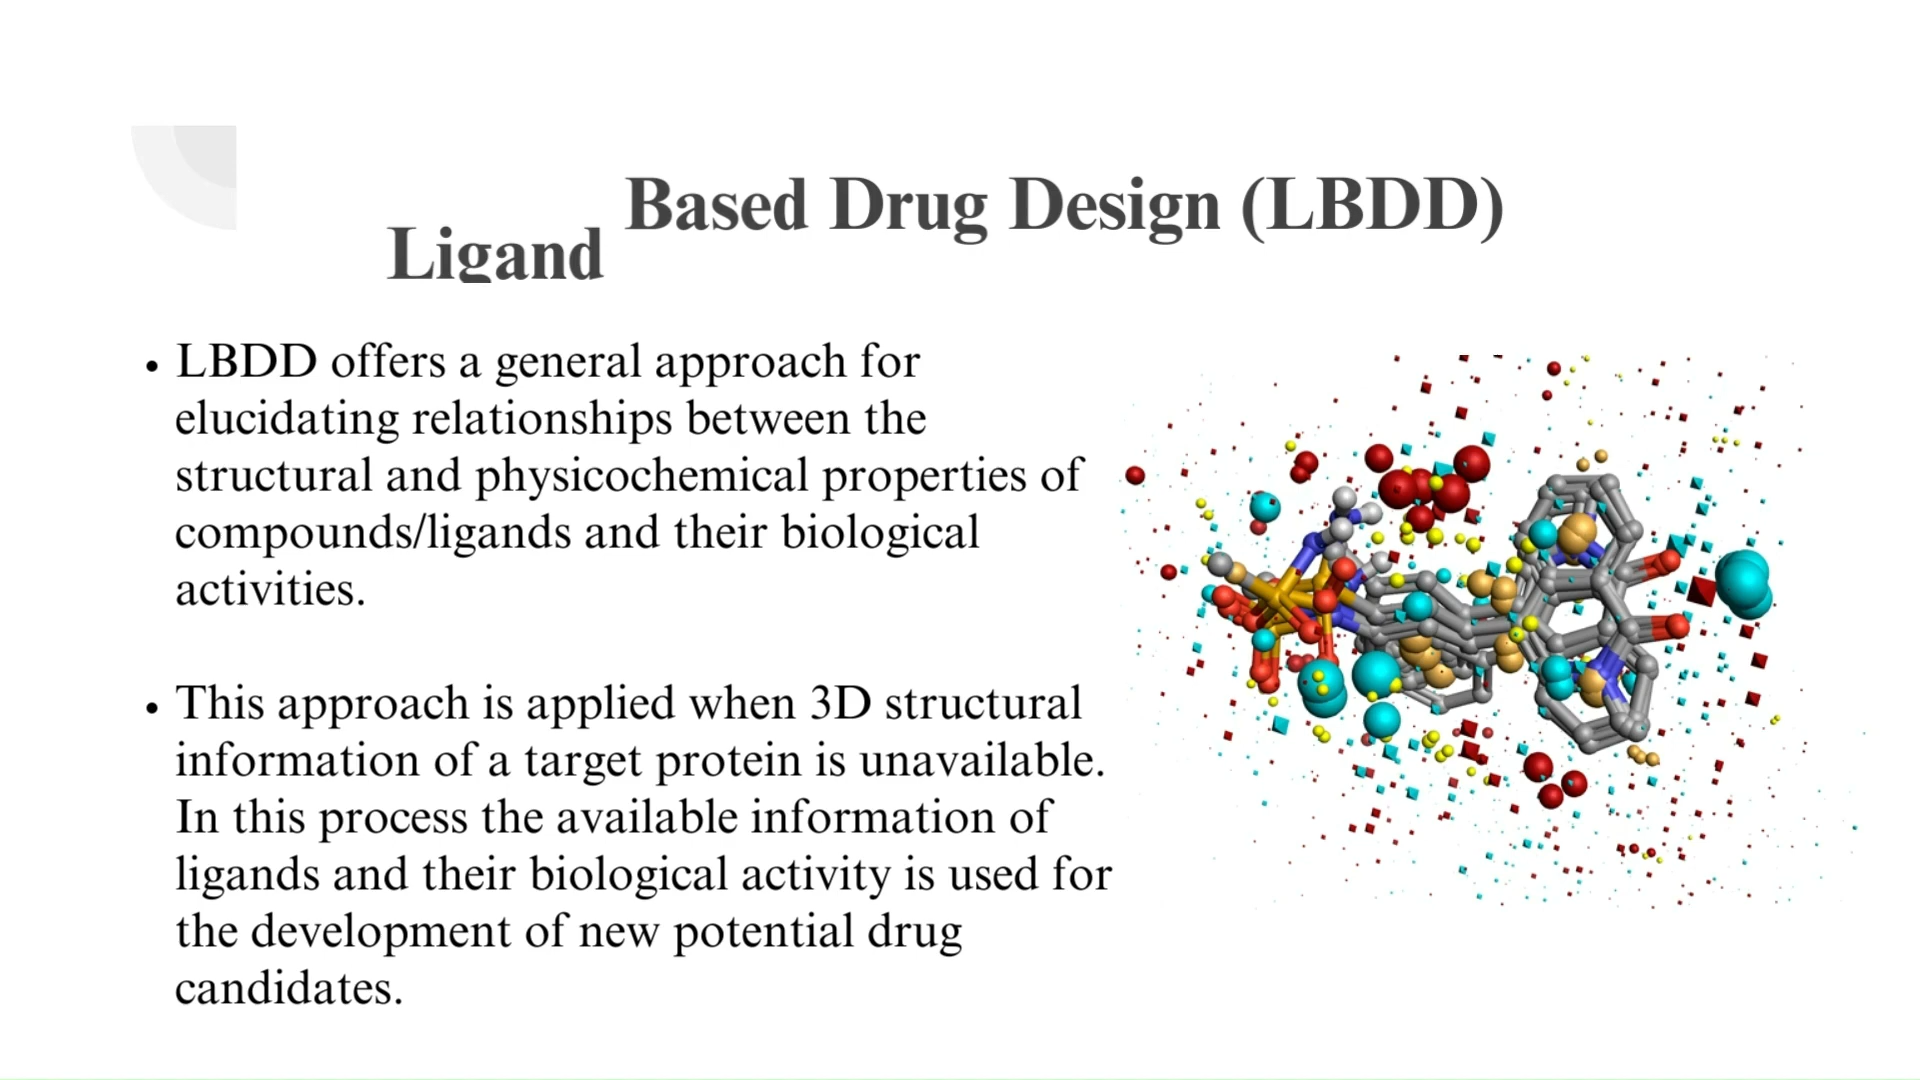 Ligand Based Drug Design (LBDD)
• LBDD offers a general approach for
elucidating relationships between the
structural and physicochemical properties of
compounds/ligands and their biological
activities.
• This approach is applied when 3D structural
information of a target protein is unavailable.
In this process the available information of
ligands and their biological activity is used for
the development of new potential drug
candidates.